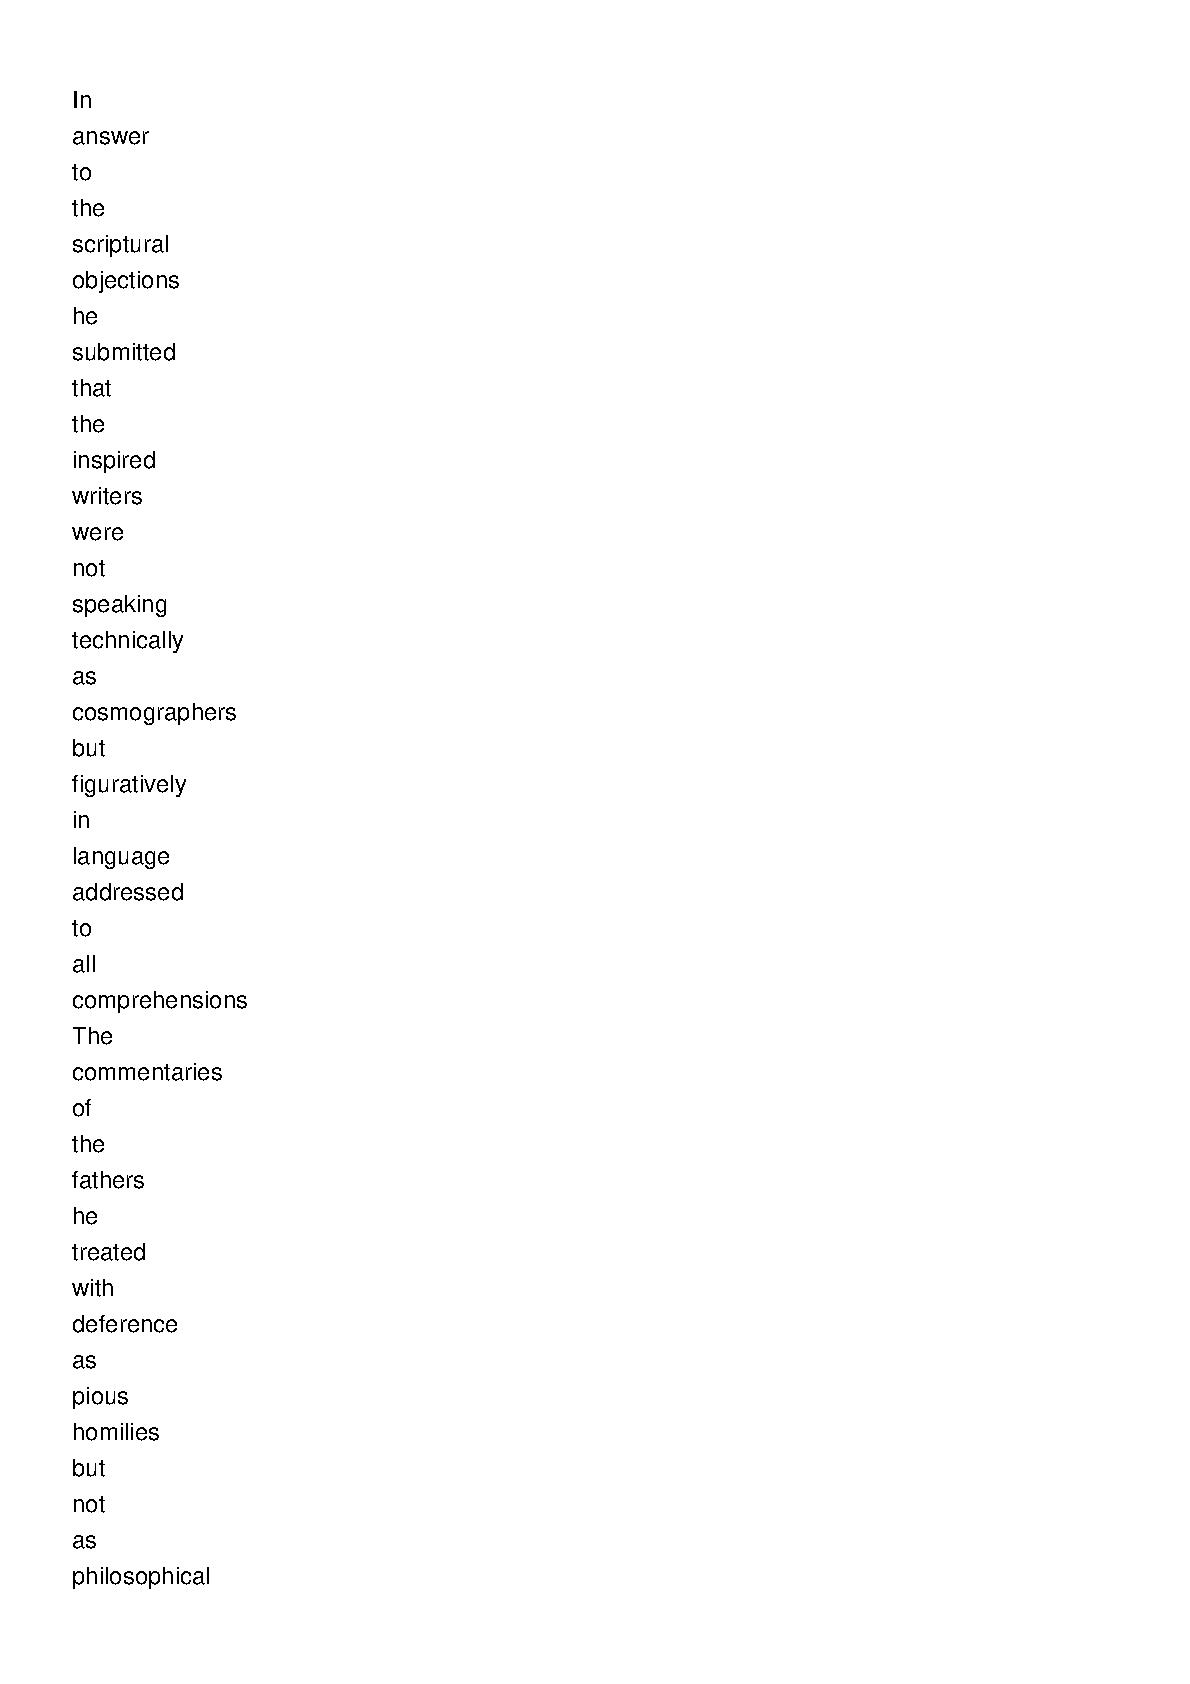 In
answer
to
the
scriptural
objections
he
submitted
that
the
inspired
writers
were
not
speaking
technically
as
cosmographers
but
figuratively
in
language
addressed
to
all
comprehensions
The
commentaries
of
the
fathers
he
treated
with
deference
as
pious
homilies
but
not
as
philosophical